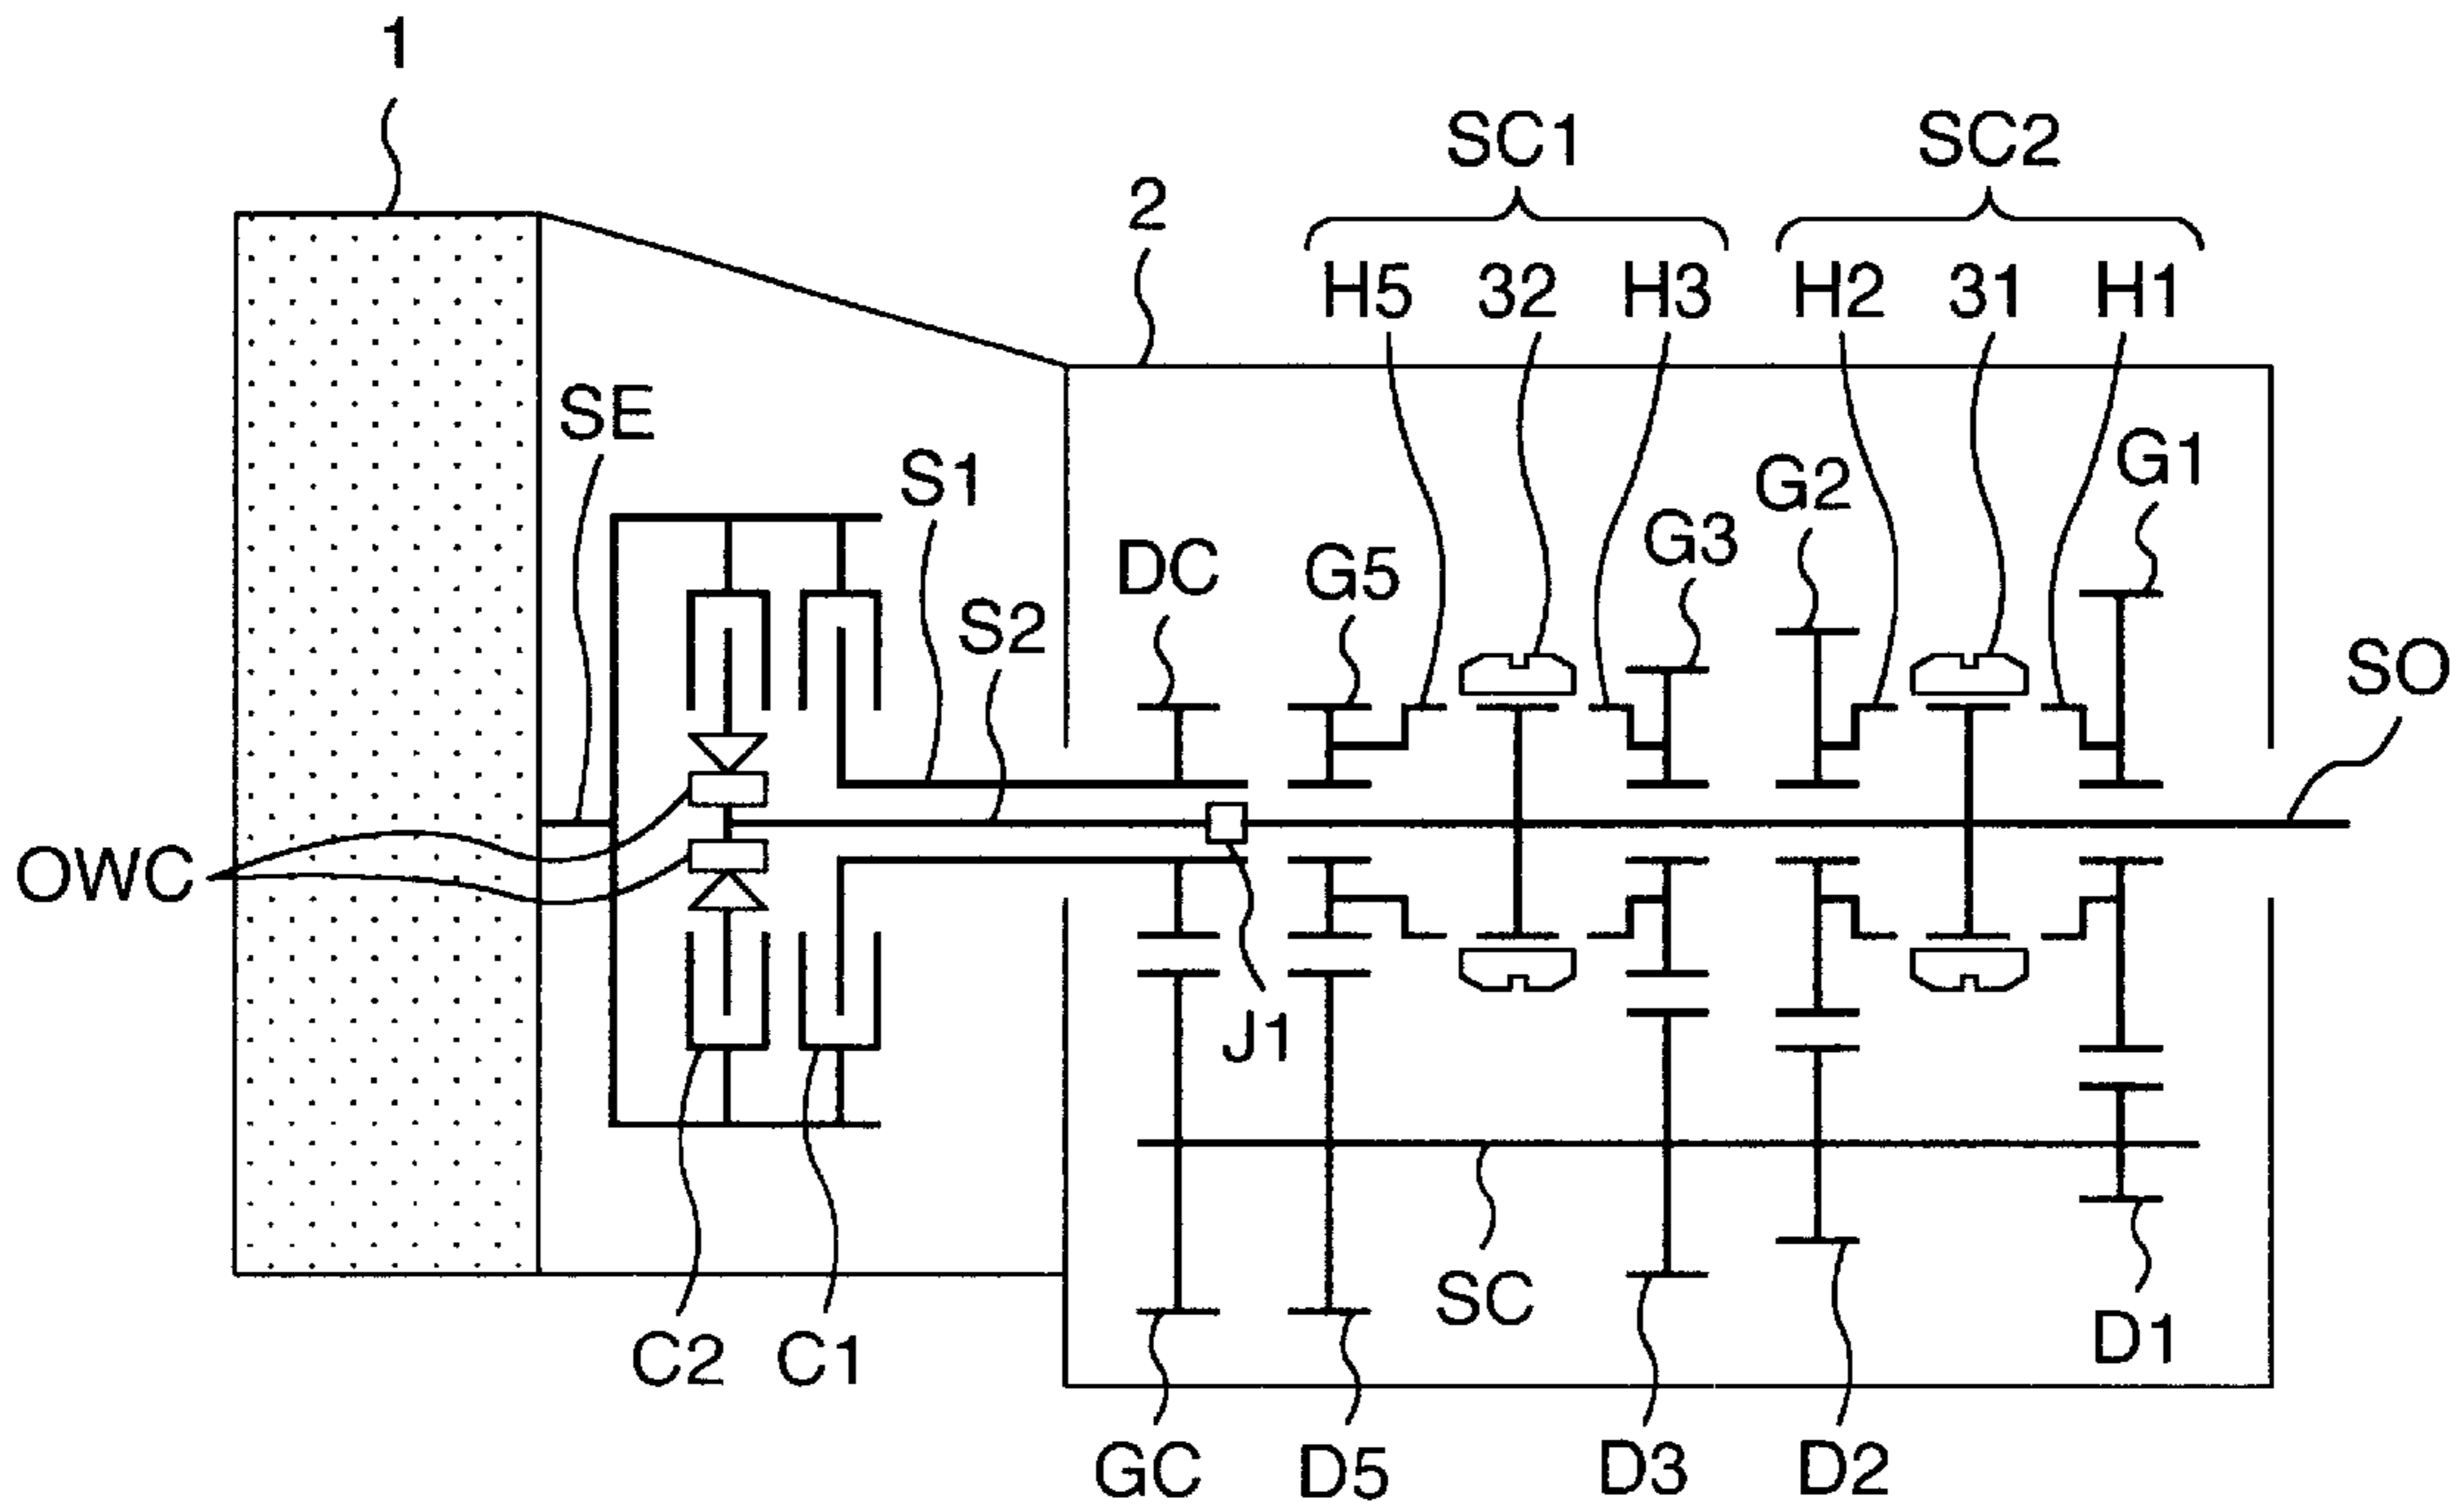 1
SC1 SC2
2
H5 32 H3 H2 31 H1
SE
G1
S1
G2
G3
DC G5
S2
SO
OWC
J1
SC
D1
C2 C1
GC D5 D3 D2